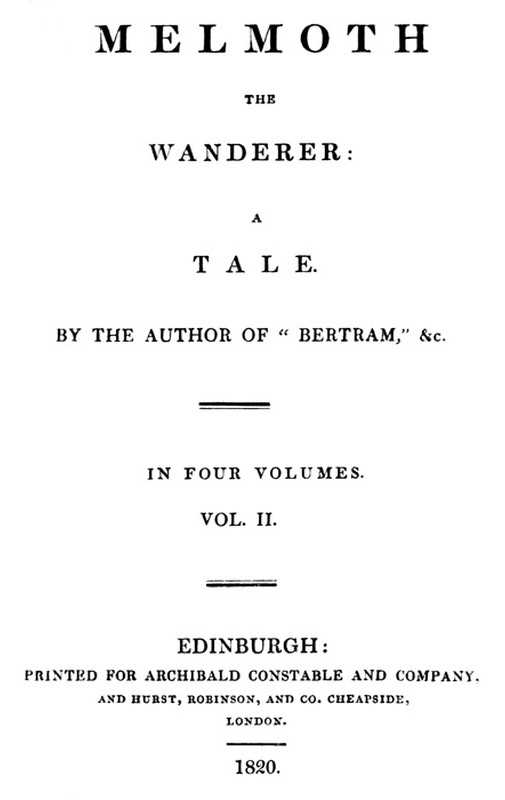 MELMOTH
THE
WANDERER:
A
TALE.
BY THE AUTHOR OF “ BERTRAM,” &c.
IN FOUR VOLUMES.
VOL. II.
EDINBURGH:
PRINTED FOR ARCHIBALD CONSTABLE AND COMPANY.
AND HURST, ROBINSON, AND CO. CHEAPSIDE,
LONDON.
1820.